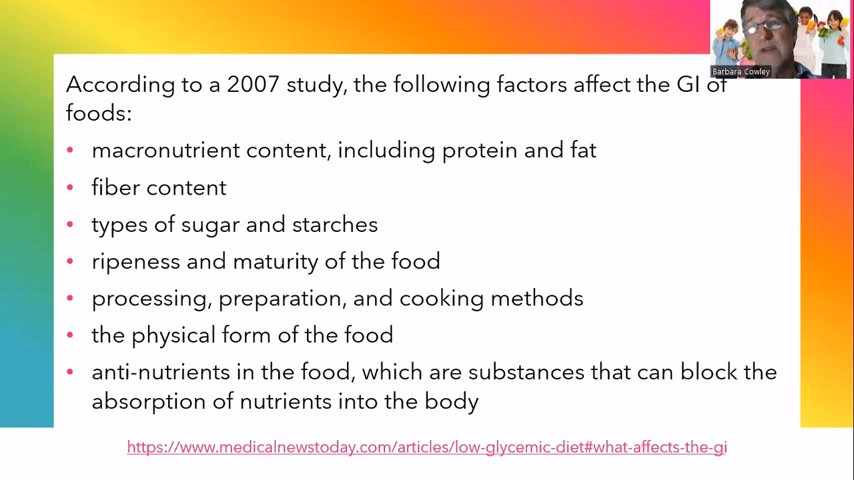 According to a 2007 study, the following factors affect the GI of
foods:
• macronutrient content, including protein and fat
• fiber content
• types of sugar and starches
• ripeness and maturity of the food
• processing, preparation, and cooking methods
• the physical form of the food
• anti-nutrients in the food, which are substances that can block the
absorption of nutrients into the body
https://www.medicalnewstoday.com/articles/low-glycemic-diet#what-affects-the-gi
Barbara Cowley